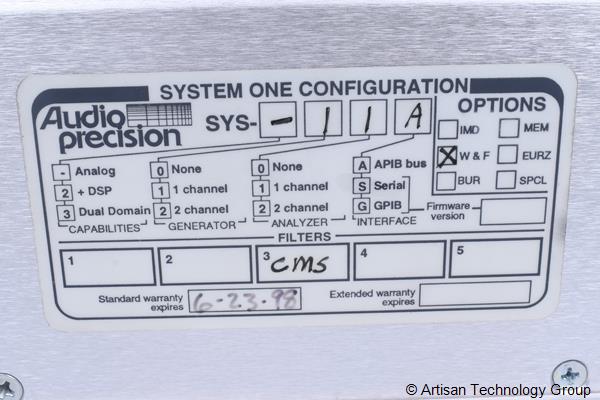 SYSTEM ONE CONFIGURATION
Audio precision
SYS- - 1 1 A
OPTIONS
IMD MEM
X W & F EURZ
BUR SPCL
- Analog
2 + DSP
3 Dual Domain
CAPABILITIES
0 None
1 1 channel
2 2 channel
GENERATOR
0 None
1 1 channel
2 2 channel
ANALYZER
A APIB bus
S Serial
G GPIB
INTERFACE
Firmware version
FILTERS
1 2 3 CMS 4 5
Standard warranty expires 6-23-98
Extended warranty expires
© Artisan Technology Group